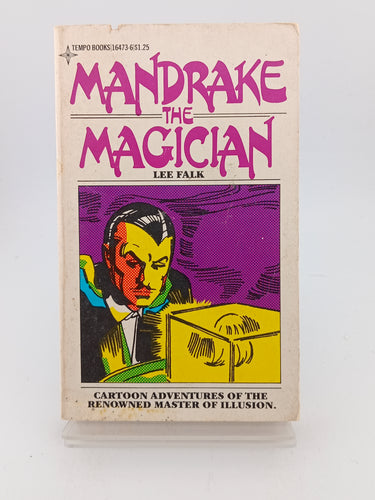 TEMPO BOOKS|16473-6|$1.25
MANDRAKE
THE
MAGICIAN
LEE FALK
CARTOON ADVENTURES OF THE
RENOWNED MASTER OF ILLUSION.